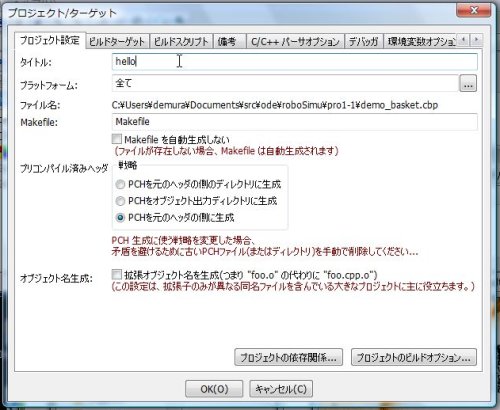 プロジェクト/ターゲット
プロジェクト設定 ビルドターゲット ビルドスクリプト 備考 C/C++ パーサオプション デバッガ 環境変数オプション
タイトル: hello
プラットフォーム: 全て ...
ファイル名: C:¥Users¥demura¥Documents¥src¥ode¥roboSimu¥pro1-1¥demo_basket.cbp
Makefile: Makefile
Makefile を自動生成しない
(ファイルが存在しない場合、Makefile は自動生成されます)
プリコンパイル済みヘッダ 戦略
PCHを元のヘッダの側のディレクトリに生成
PCHをオブジェクト出力ディレクトリに生成
PCHを元のヘッダの側に生成
PCH 生成に使う戦略を変更した場合、
矛盾を避けるために古いPCHファイル(またはディレクトリ)を手動で削除してください...
オブジェクト名生成: 拡張オブジェクト名を生成(つまり "foo.o" の代わりに "foo.cpp.o")
(この設定は、拡張子のみが異なる同名ファイルを含んでいる大きなプロジェクトに主に役立ちます。)
プロジェクトの依存関係... プロジェクトのビルドオプション...
OK(O) キャンセル(C)